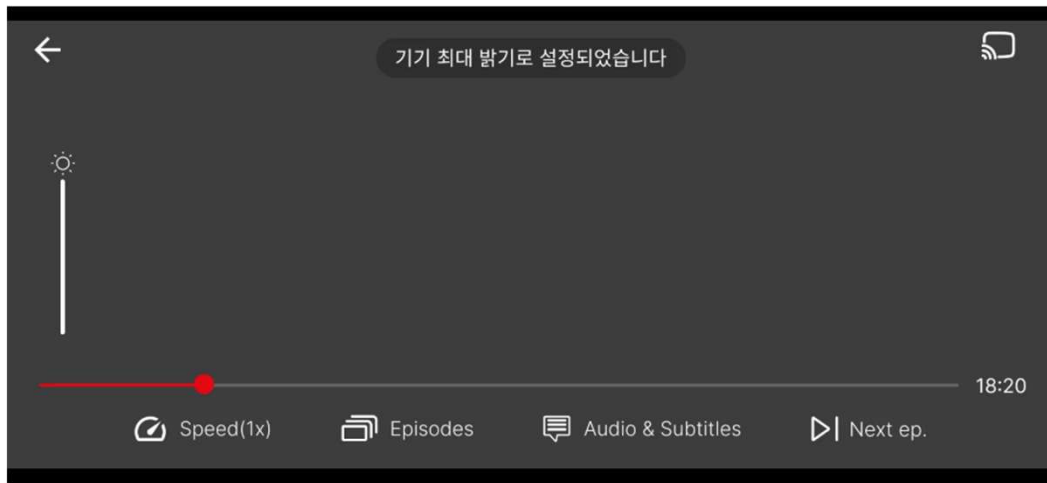 기기 최대 밝기로 설정되었습니다
18:20
Speed(1x)
Episodes
Audio & Subtitles
Next ep.